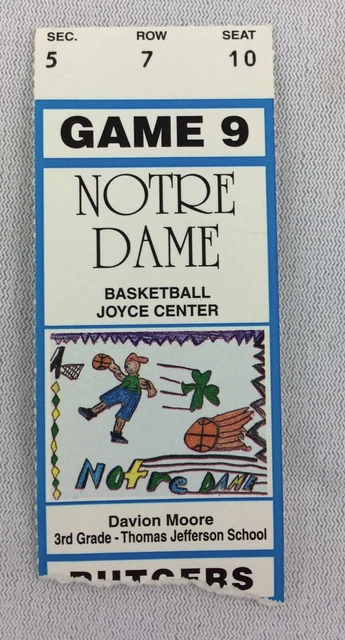 SEC. ROW SEAT
5 7 10
GAME 9
NOTRE
DAME
BASKETBALL
JOYCE CENTER
Notre DAME
Davion Moore
3rd Grade - Thomas Jefferson School
RUTGERS